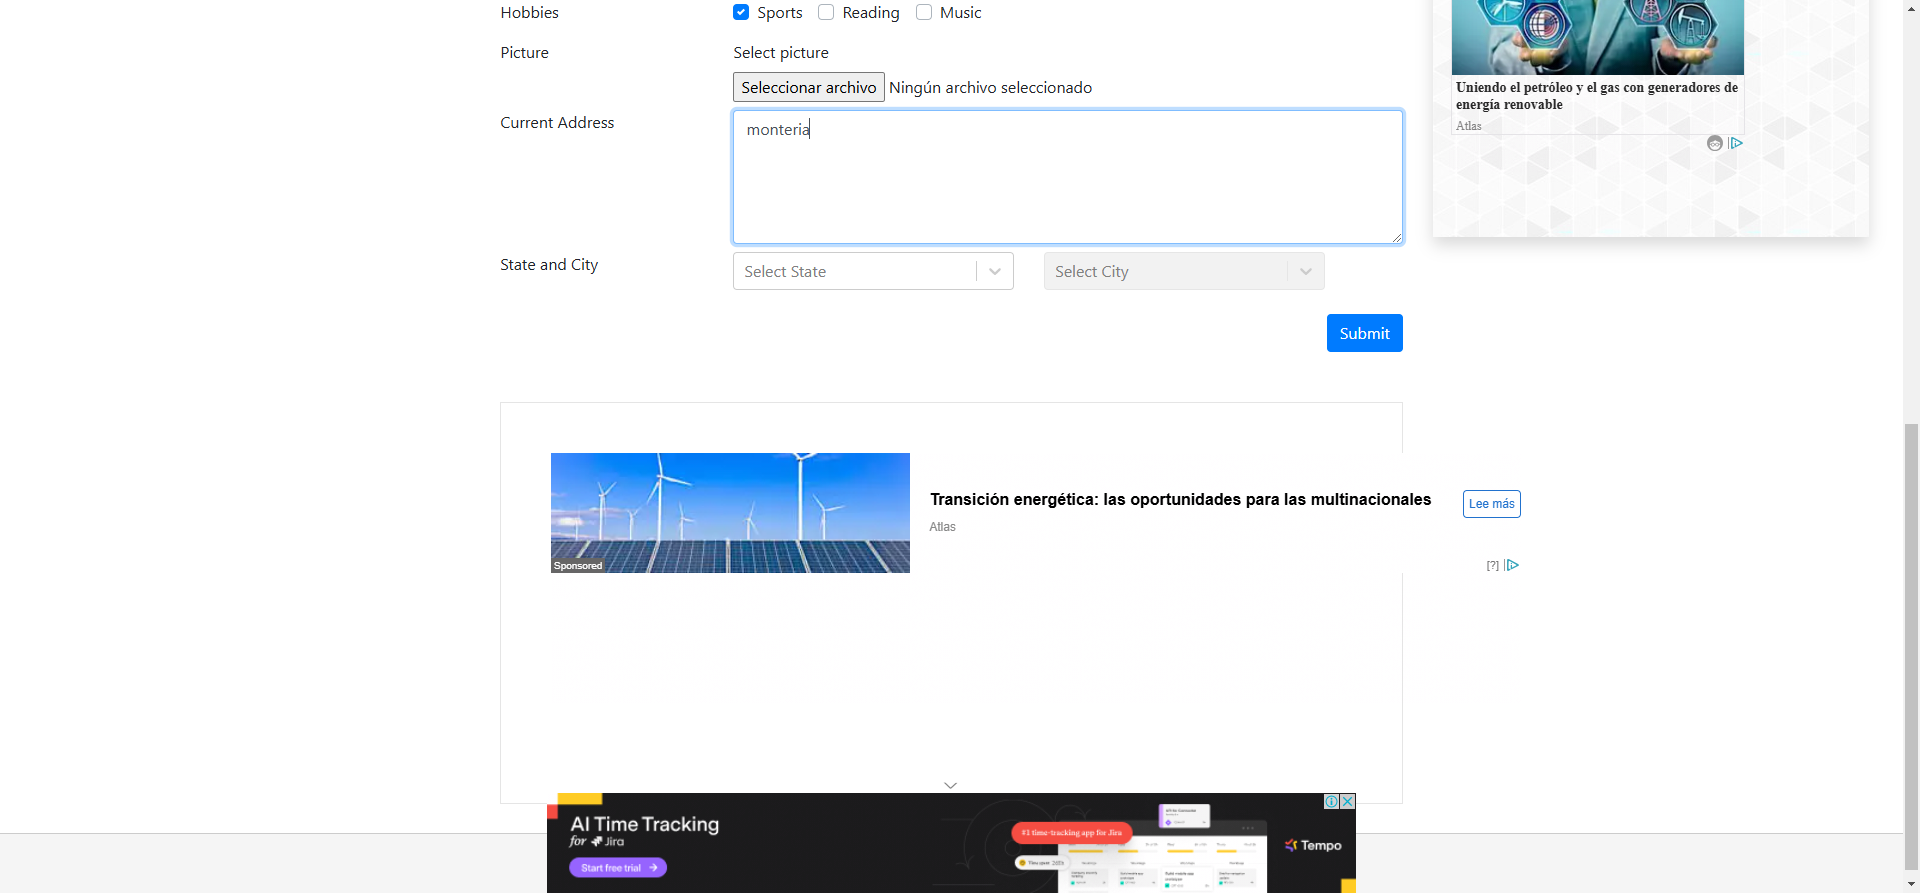 Hobbies
Sports Reading Music
Picture
Select picture
Seleccionar archivo Ningún archivo seleccionado
Current Address
monteria
State and City
Select State
Select City
Submit
Uniendo el petróleo y el gas con generadores de
energía renovable
Atlas
Sponsored
Transición energética: las oportunidades para las multinacionales
Atlas
Lee más
[?]
AI Time Tracking
for Jira
Start free trial
#1 time-tracking app for Jira
Tempo